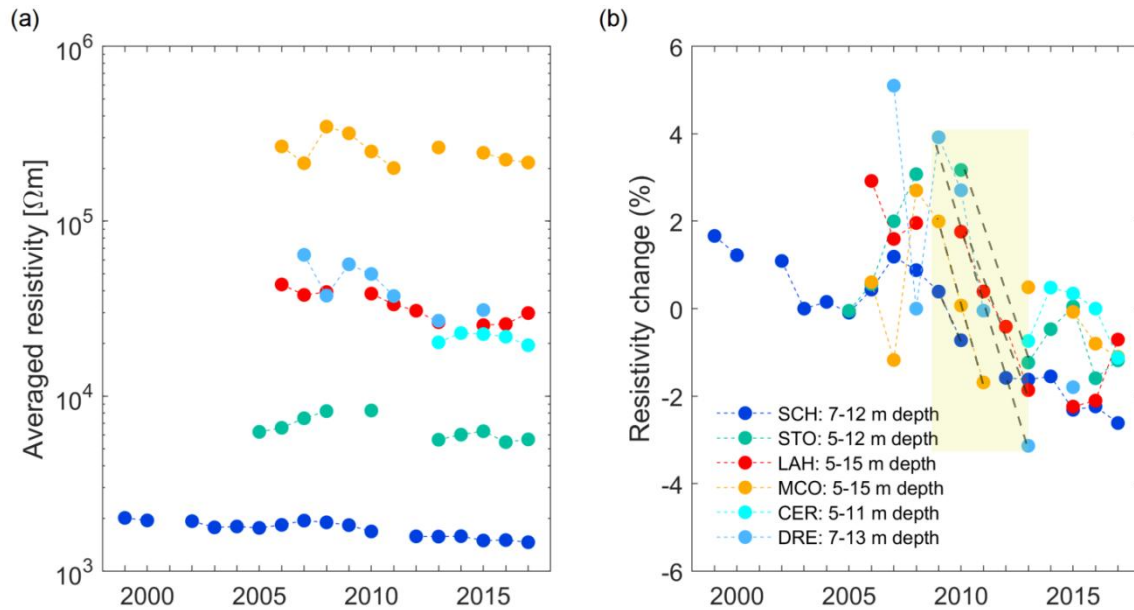 (a)
Averaged resistivity [Ωm]
10^6
10^5
10^4
10^3
2000 2005 2010 2015
(b)
Resistivity change (%)
6
4
2
0
-2
-4
-6
SCH: 7-12 m depth
STO: 5-12 m depth
LAH: 5-15 m depth
MCO: 5-15 m depth
CER: 5-11 m depth
DRE: 7-13 m depth
2000 2005 2010 2015